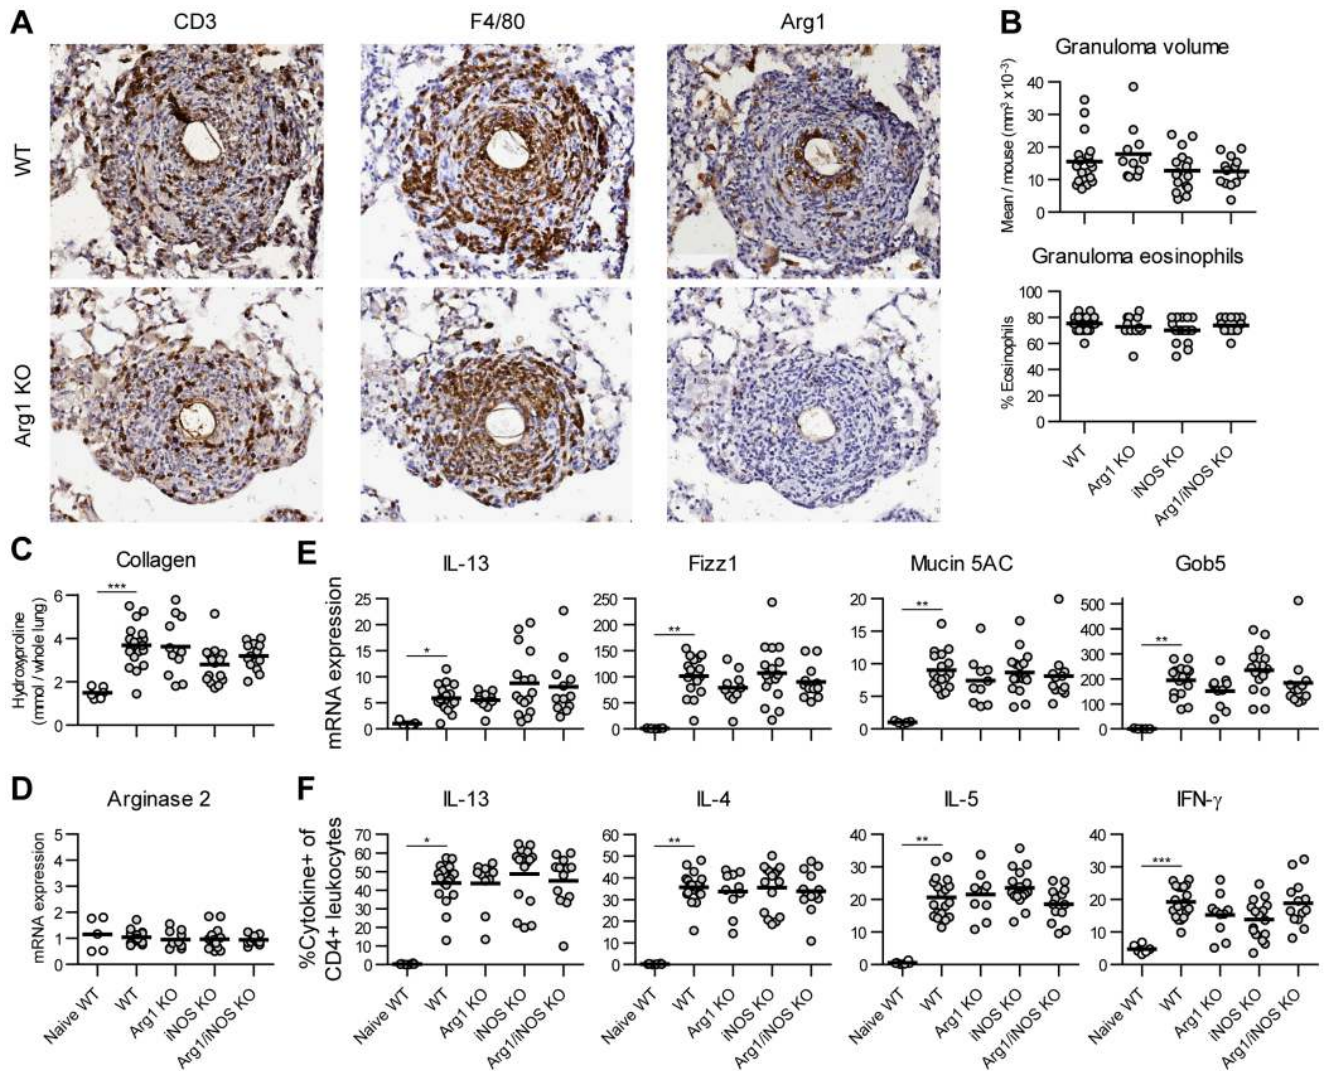 A
CD3
F4/80
Arg1
WT
Arg1 KO
B
Granuloma volume
Mean / mouse (mm³ x10⁻³)
40
30
20
10
0
Granuloma eosinophils
% Eosinophils
100
80
60
40
20
0
WT
Arg1 KO
iNOS KO
Arg1/iNOS KO
C
Collagen
Hydroxyproline
(mmol / whole lung)
6
4
2
0
***
D
Arginase 2
mRNA expression
5
4
3
2
1
0
Naive WT
WT
Arg1 KO
iNOS KO
Arg1/iNOS KO
E
mRNA expression
IL-13
25
20
15
10
5
0
*
Fizz1
250
200
150
100
50
0
**
Mucin 5AC
20
15
10
5
0
**
Gob5
500
400
300
200
100
0
**
F
%Cytokine+ of
CD4+ leukocytes
IL-13
70
60
50
40
30
20
10
0
*
Naive WT
WT
Arg1 KO
iNOS KO
Arg1/iNOS KO
IL-4
60
50
40
30
20
10
0
**
Naive WT
WT
Arg1 KO
iNOS KO
Arg1/iNOS KO
IL-5
40
30
20
10
0
**
Naive WT
WT
Arg1 KO
iNOS KO
Arg1/iNOS KO
IFN-γ
40
30
20
10
0
***
Naive WT
WT
Arg1 KO
iNOS KO
Arg1/iNOS KO